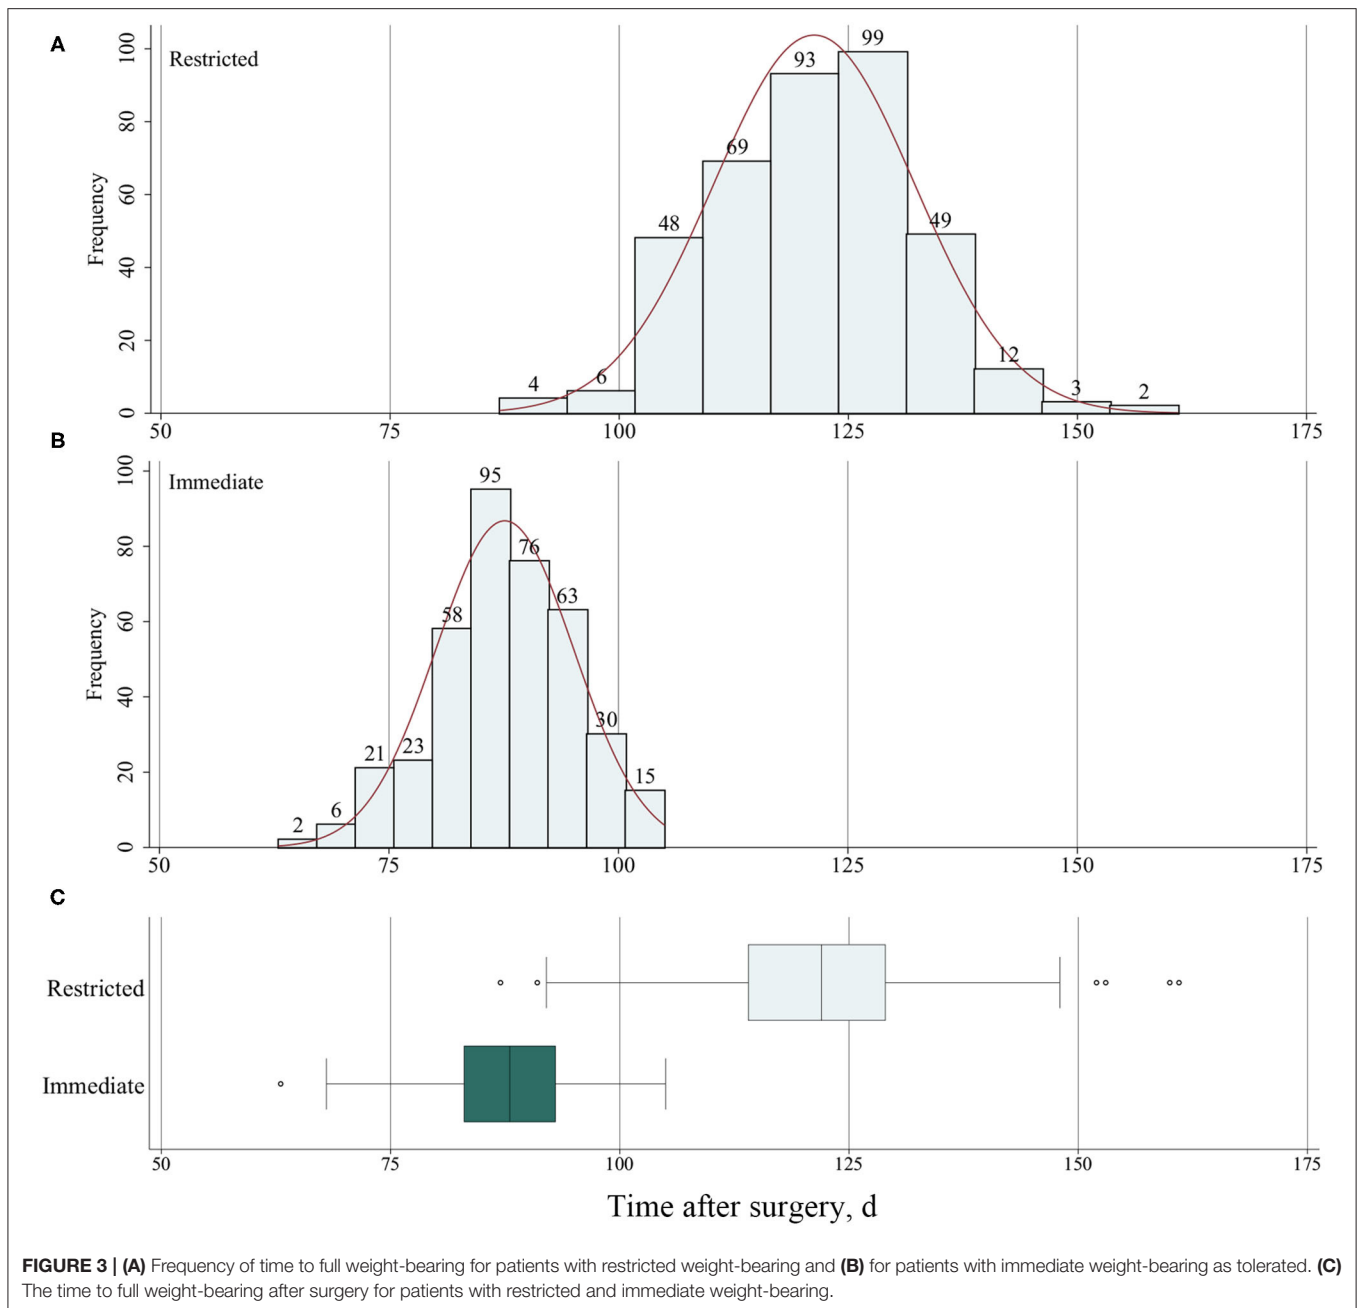 A
Restricted
Frequency
0 20 40 60 80 100
4 6 48 69 93 99 49 12 3 2
50 75 100 125 150 175
B
Immediate
Frequency
0 20 40 60 80 100
2 6 21 23 58 95 76 63 30 15
50 75 100 125 150 175
C
Restricted
Immediate
50 75 100 125 150 175
Time after surgery, d
FIGURE 3 | (A) Frequency of time to full weight-bearing for patients with restricted weight-bearing and (B) for patients with immediate weight-bearing as tolerated. (C)
The time to full weight-bearing after surgery for patients with restricted and immediate weight-bearing.